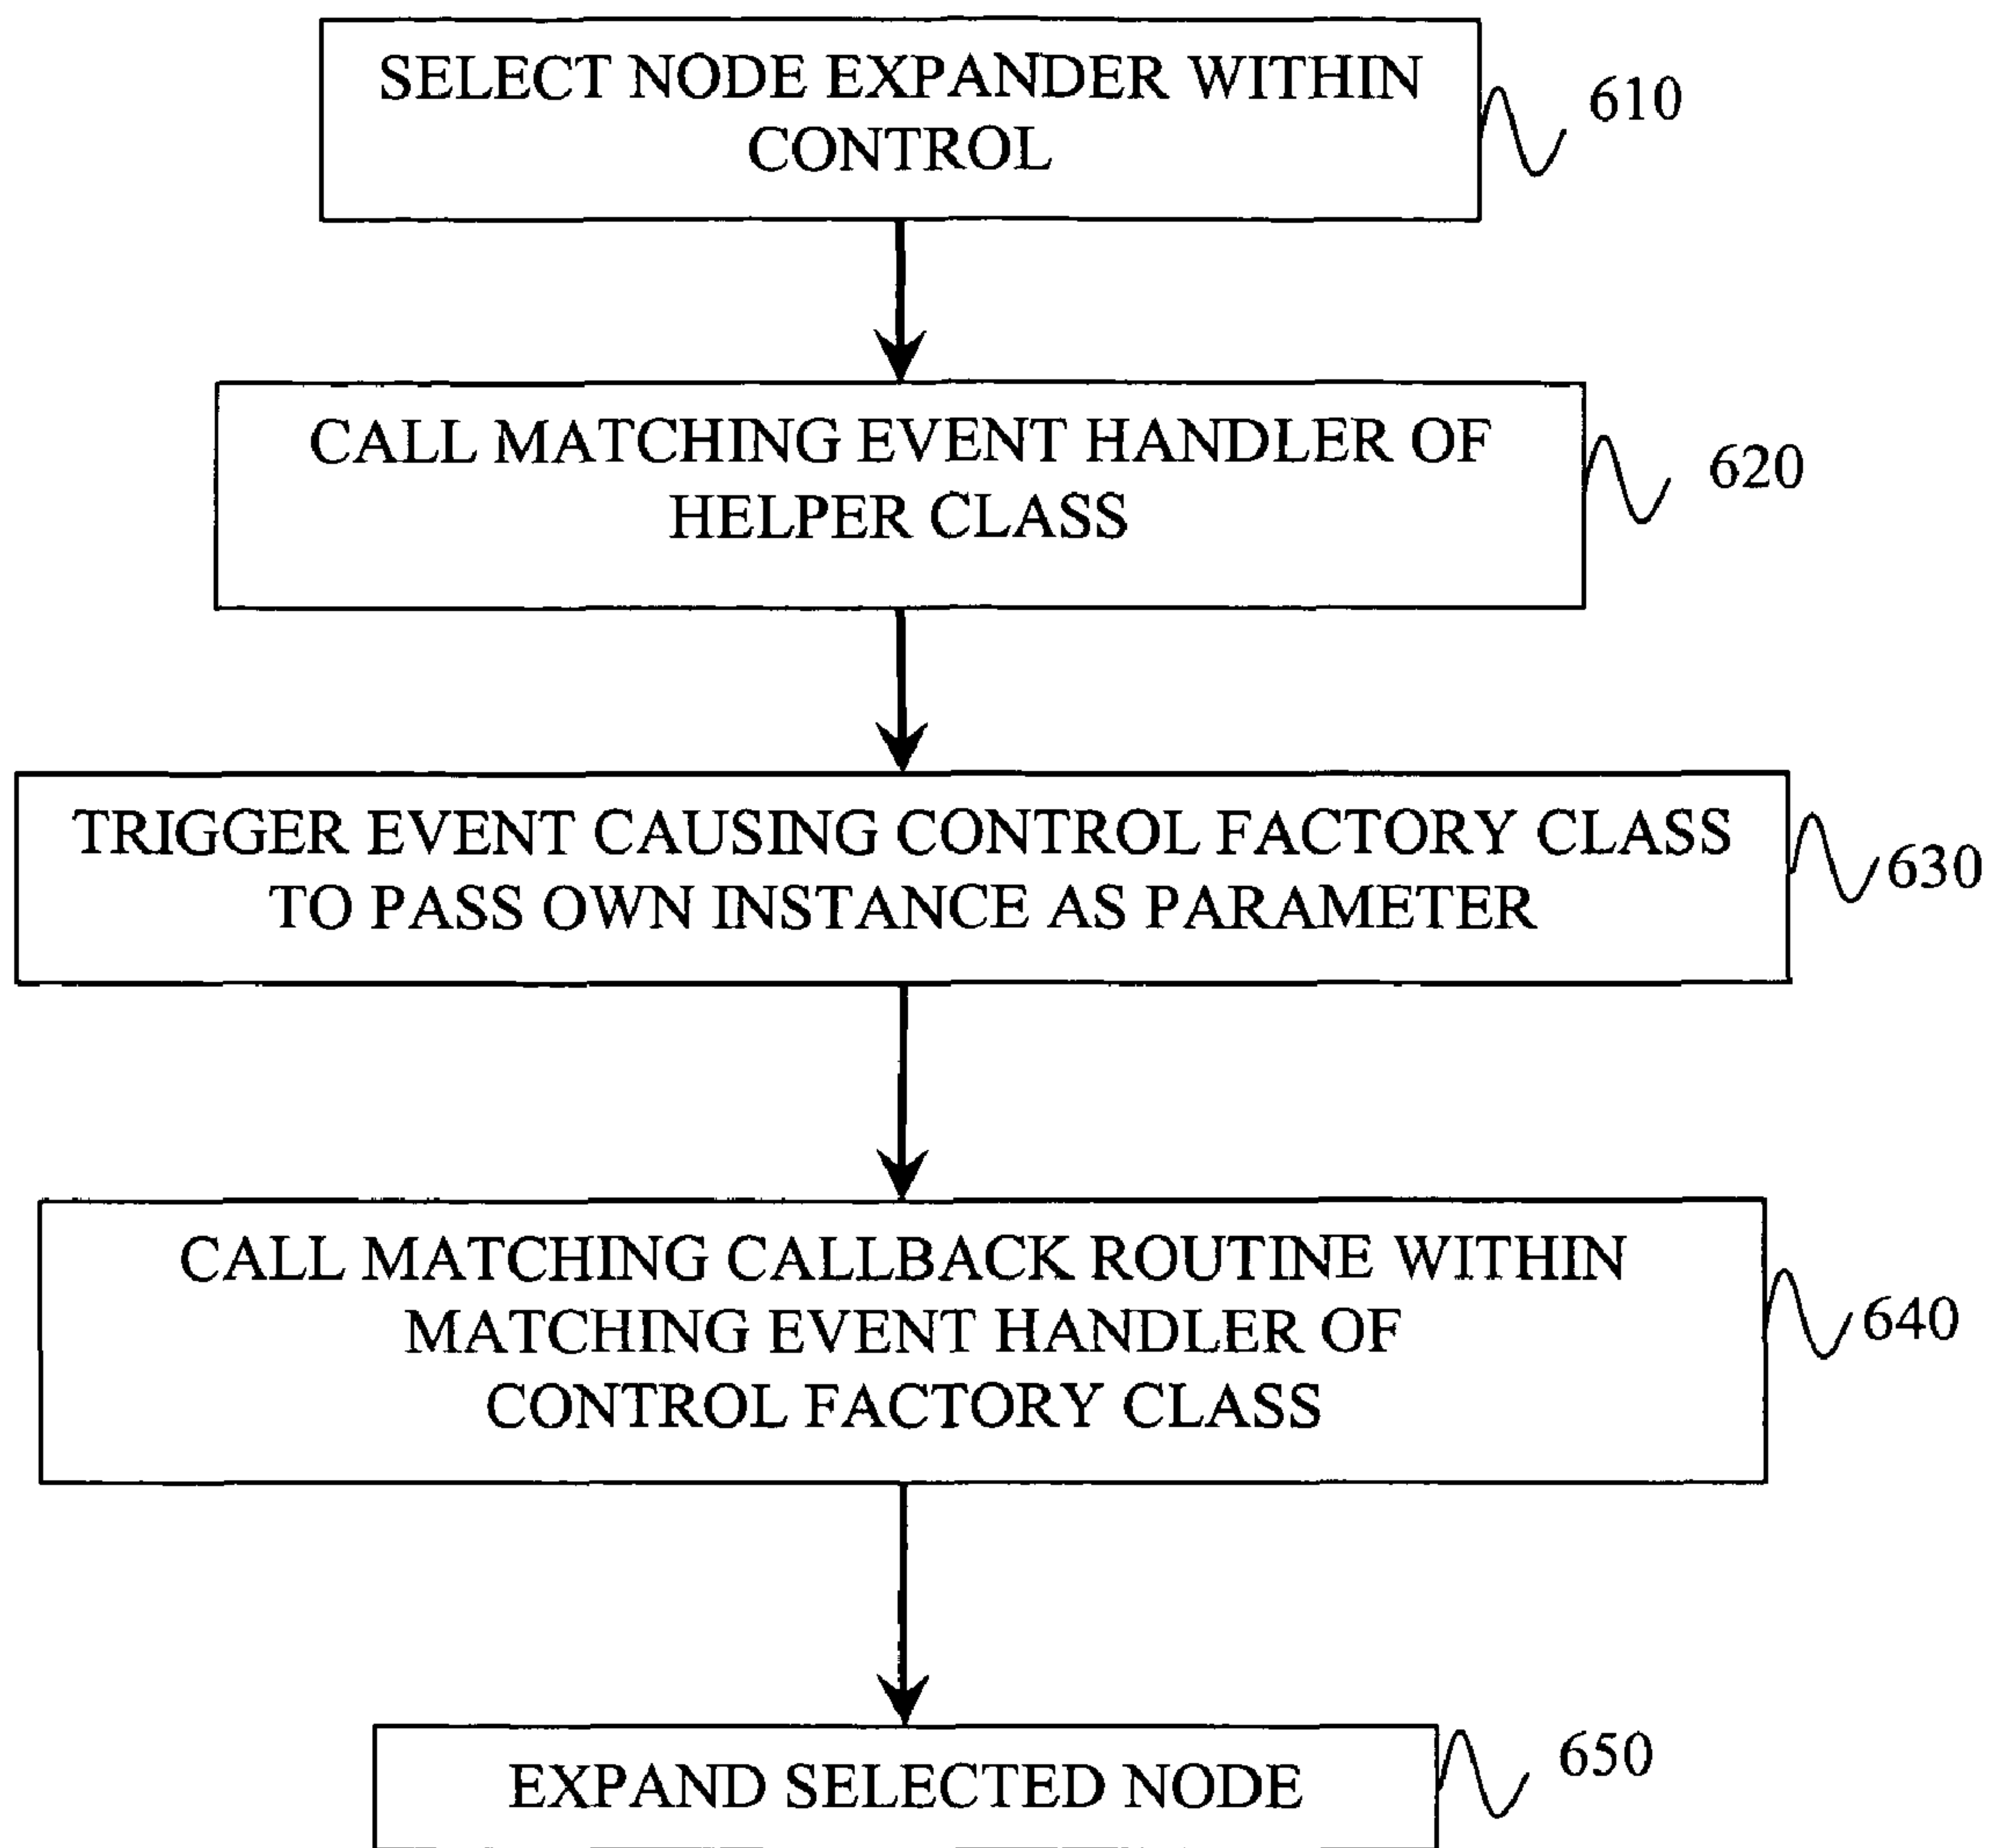 SELECT NODE EXPANDER WITHIN
CONTROL
610
CALL MATCHING EVENT HANDLER OF
HELPER CLASS
620
TRIGGER EVENT CAUSING CONTROL FACTORY CLASS
TO PASS OWN INSTANCE AS PARAMETER
630
CALL MATCHING CALLBACK ROUTINE WITHIN
MATCHING EVENT HANDLER OF
CONTROL FACTORY CLASS
640
EXPAND SELECTED NODE
650